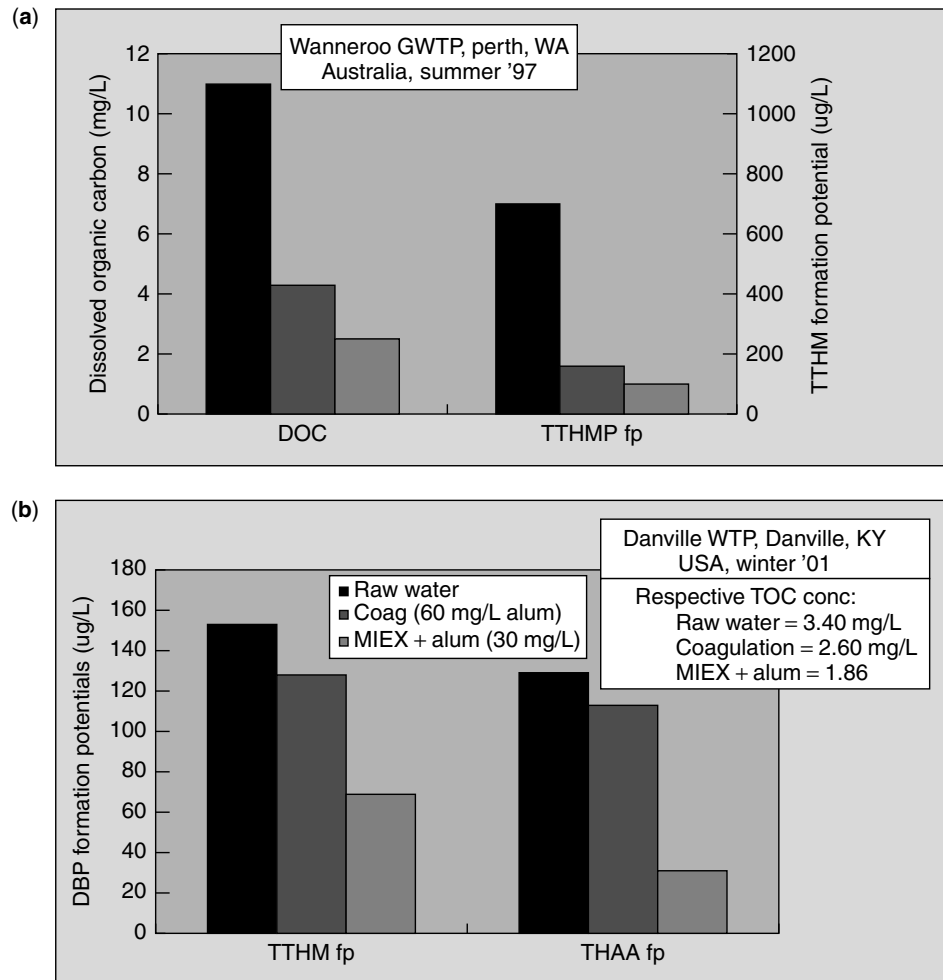 (a)
Wanneroo GWTP, perth, WA
Australia, summer '97
Dissolved organic carbon (mg/L)
12
10
8
6
4
2
0
TTHM formation potential (ug/L)
1200
1000
800
600
400
200
0
DOC
TTHMP fp
(b)
Danville WTP, Danville, KY
USA, winter '01
Respective TOC conc:
Raw water = 3.40 mg/L
Coagulation = 2.60 mg/L
MIEX + alum = 1.86
Raw water
Coag (60 mg/L alum)
MIEX + alum (30 mg/L)
DBP formation potentials (ug/L)
180
160
140
120
100
80
60
40
20
0
TTHM fp
THAA fp